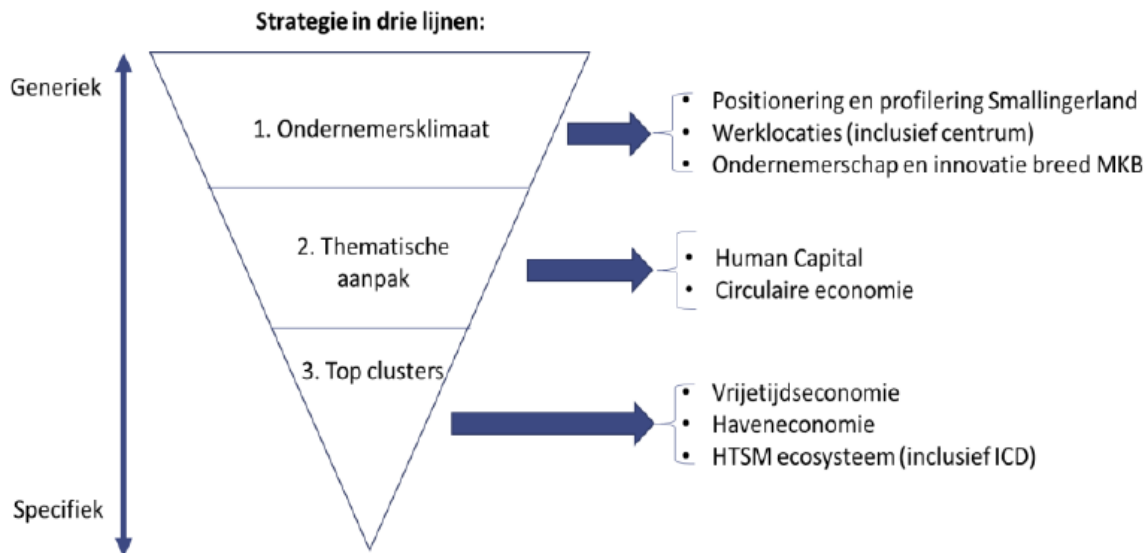 Strategie in drie lijnen:
Generiek
1. Ondernemersklimaat
• Positionering en profilering Smallingerland
• Werklocaties (inclusief centrum)
• Ondernemerschap en innovatie breed MKB
2. Thematische
aanpak
• Human Capital
• Circulaire economie
3. Top clusters
• Vrijetijdseconomie
• Haveneconomie
• HTSM ecosysteem (inclusief ICD)
Specifiek